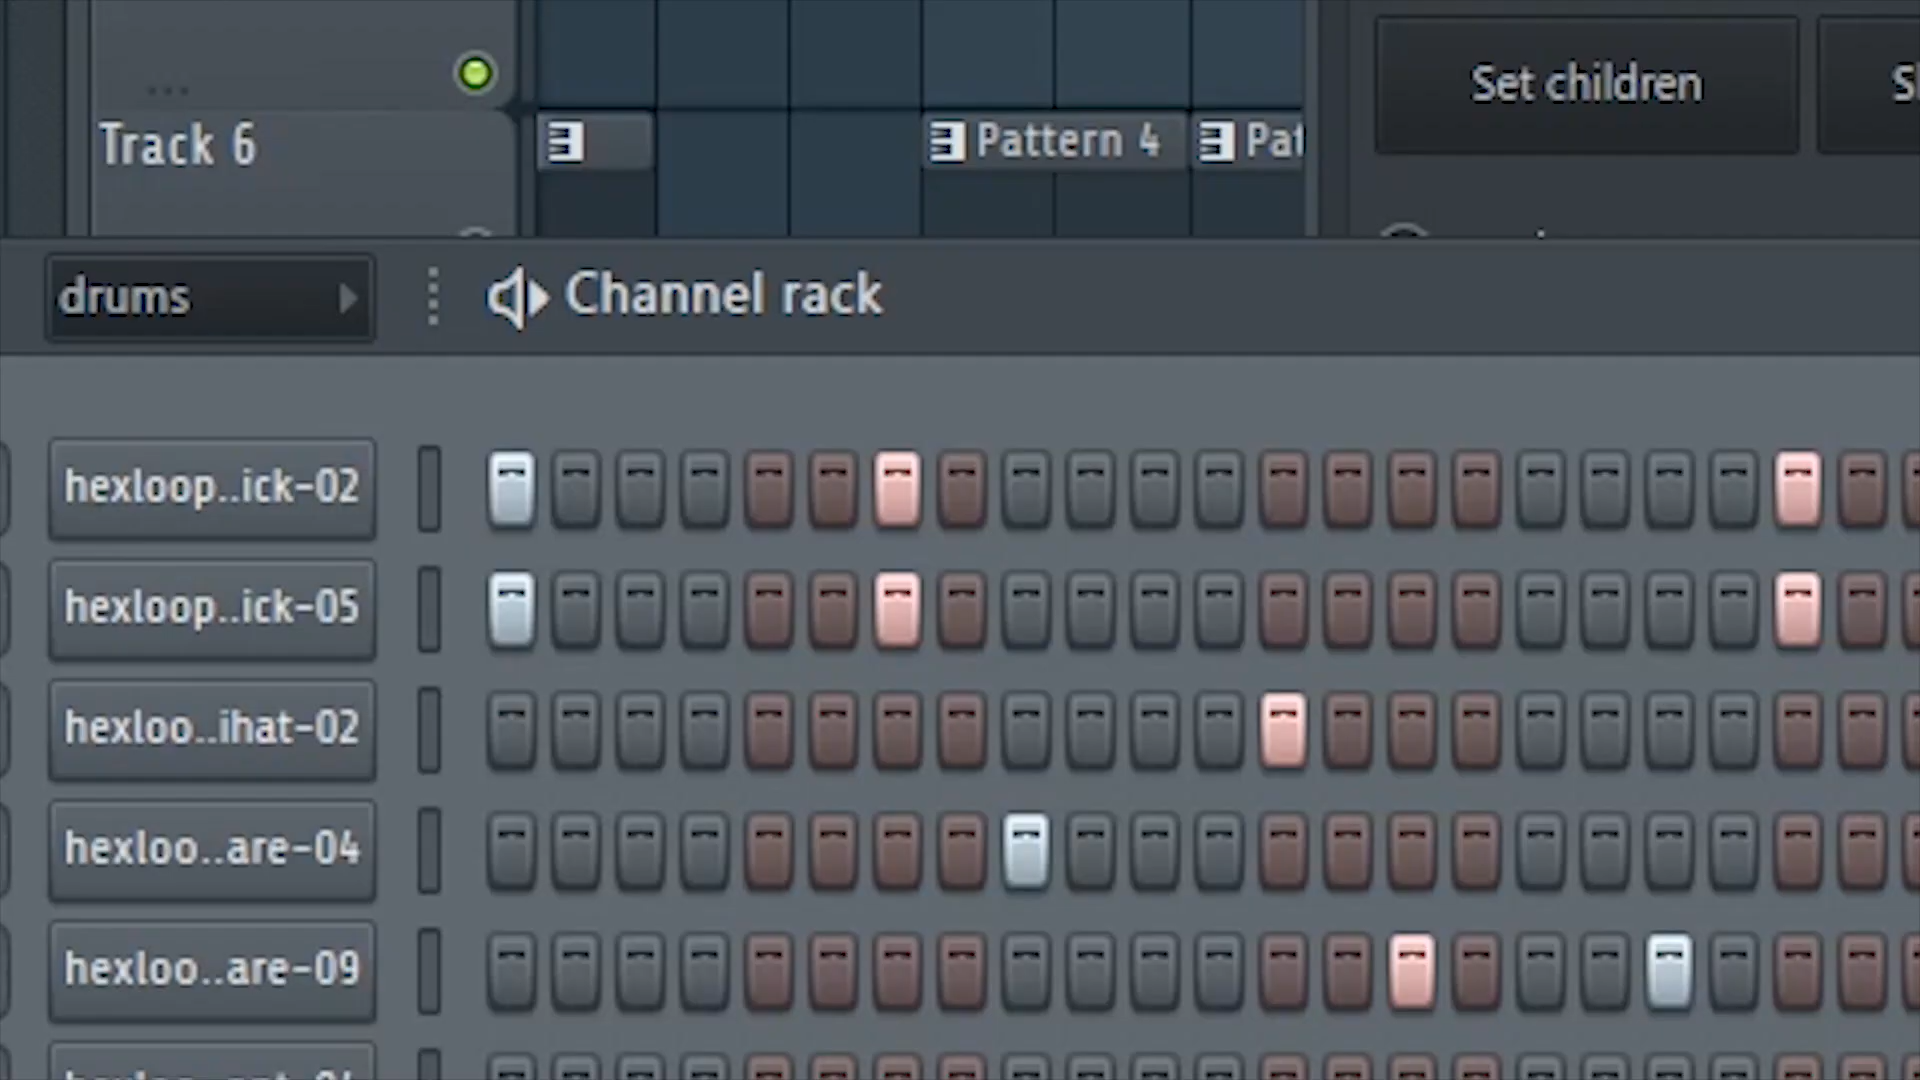 Set children
Track 6
Pattern 4
Pat
drums
Channel rack
hexloop..ick-02
hexloop..ick-05
hexloo..ihat-02
hexloo..are-04
hexloo..are-09